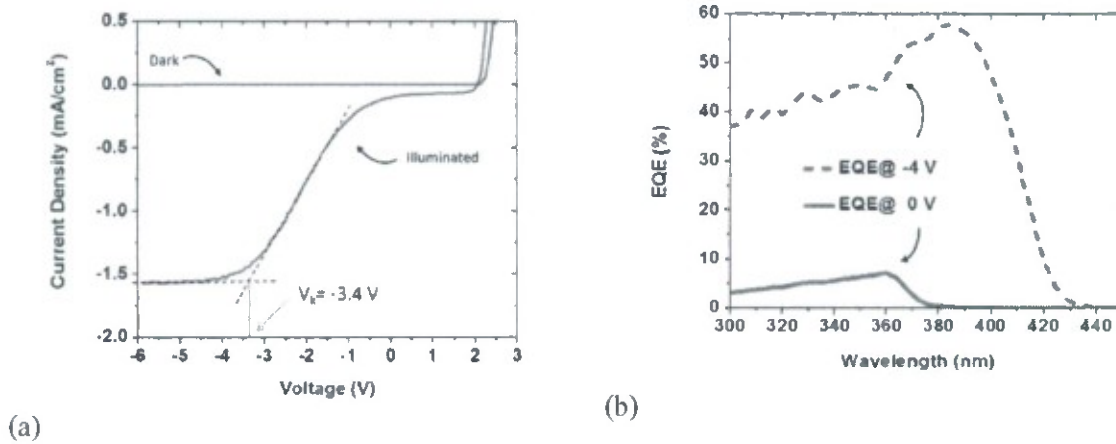 0.5
0.0
-0.5
-1.0
-1.5
-2.0
Current Density (mA/cm²)
Dark
Illuminated
Vk= -3.4 V
-6 -5 -4 -3 -2 -1 0 1 2 3
Voltage (V)
(a)
60
50
40
30
20
10
0
EQE (%)
EQE@ -4 V
EQE@ 0 V
300 320 340 360 380 400 420 440
Wavelength (nm)
(b)